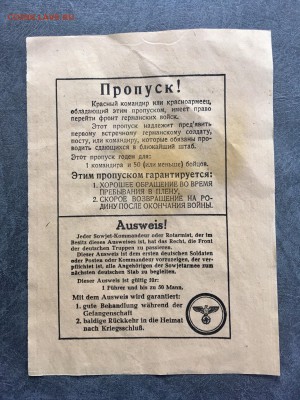 Пропуск!
Красный командир или красноармеец,
обладающий этим пропуском, имеет право
перейти фронт германских войск.
Этот пропуск надлежит пред'явить
первому встречному германскому солдату,
посту, или командиру, которые обязаны про-
водить сдающихся в ближайший штаб.
Этот пропуск годен для:
1 командира и 50 (или меньше) бойцов.
Этим пропуском гарантируется:
1. ХОРОШЕЕ ОБРАЩЕНИЕ ВО ВРЕМЯ
ПРЕБЫВАНИЯ В ПЛЕНУ,
2. СКОРОЕ ВОЗВРАЩЕНИЕ НА РО-
ДИНУ ПОСЛЕ ОКОНЧАНИЯ ВОЙНЫ.
Ausweis!
Jeder Sowjet-Kommandeur oder Rotarmist, der im
Besitz dieses Ausweises ist, hat das Recht, die Front
der deutschen Truppen zu passieren.
Dieser Ausweis ist dem ersten deutschen Soldaten
oder Posten oder Kommandeur vorzuzeigen, der ver-
pflichtet ist, alle Angehörigen der Sowjetarmee zum
nächsten deutschen Stab zu begleiten.
Dieser Ausweis ist gültig für:
1 Führer und bis zu 50 Mann.
Mit dem Ausweis wird garantiert:
1. gute Behandlung während der
Gefangenschaft
2. baldige Rückkehr in die Heimat
nach Kriegsschluß.